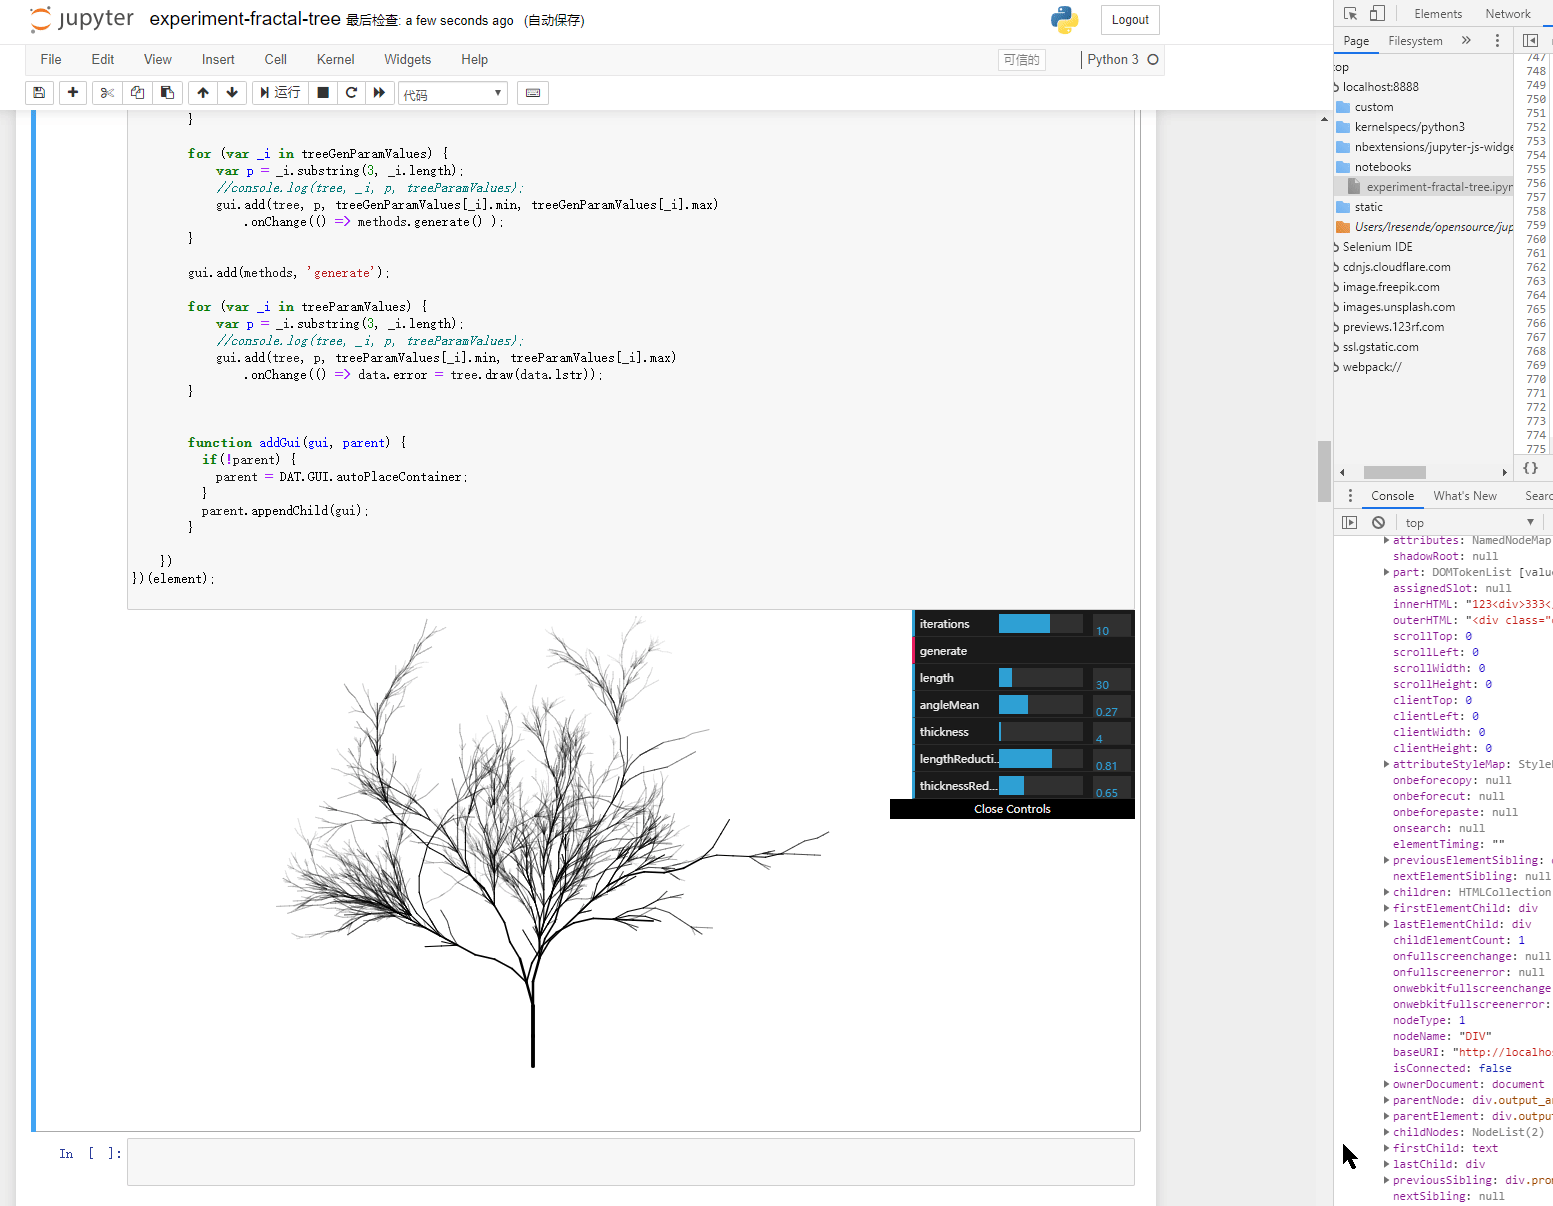 jupyter experiment-fractal-tree 最后检查: a few seconds ago (自动保存) Logout
File Edit View Insert Cell Kernel Widgets Help 可信的 Python 3
运行 代码
}
for (var _i in treeGenParamValues) {
var p = _i.substring(3, _i.length);
//console.log(tree, _i, p, treeParamValues);
gui.add(tree, p, treeGenParamValues[_i].min, treeGenParamValues[_i].max)
.onChange(() => methods.generate() );
}
gui.add(methods, 'generate');
for (var _i in treeParamValues) {
var p = _i.substring(3, _i.length);
//console.log(tree, _i, p, treeParamValues);
gui.add(tree, p, treeParamValues[_i].min, treeParamValues[_i].max)
.onChange(() => data.error = tree.draw(data.lstr));
}
function addGui(gui, parent) {
if(!parent) {
parent = DAT.GUI.autoPlaceContainer;
}
parent.appendChild(gui);
}
})
})(element);
iterations 10
generate
length 30
angleMean 0.27
thickness 4
lengthReducti... 0.81
thicknessRed... 0.65
Close Controls
In [ ]:
Elements Network
Page Filesystem »
top
localhost:8888
custom
kernelspecs/python3
nbextensions/jupyter-js-widge
notebooks
experiment-fractal-tree.ipyn
static
Users/lresende/opensource/jup
Selenium IDE
cdnjs.cloudflare.com
image.freepik.com
images.unsplash.com
previews.123rf.com
ssl.gstatic.com
webpack://
747
748
749
750
751
752
753
754
755
756
757
758
759
760
761
762
763
764
765
766
767
768
769
770
771
772
773
774
775
{}
Console What's New Searc
top
attributes: NamedNodeMap
shadowRoot: null
part: DOMTokenList [valu
assignedSlot: null
innerHTML: "123<div>333<
outerHTML: "<div class="
scrollTop: 0
scrollLeft: 0
scrollWidth: 0
scrollHeight: 0
clientTop: 0
clientLeft: 0
clientWidth: 0
clientHeight: 0
attributeStyleMap: Style
onbeforecopy: null
onbeforecut: null
onbeforepaste: null
onsearch: null
elementTiming: ""
previousElementSibling:
nextElementSibling: null
children: HTMLCollection
firstElementChild: div
lastElementChild: div
childElementCount: 1
onfullscreenchange: null
onfullscreenerror: null
onwebkitfullscreenchange
onwebkitfullscreenerror:
nodeType: 1
nodeName: "DIV"
baseURI: "http://localho
isConnected: false
ownerDocument: document
parentNode: div.output_a
parentElement: div.output
childNodes: NodeList(2)
firstChild: text
lastChild: div
previousSibling: div.pro
nextSibling: null